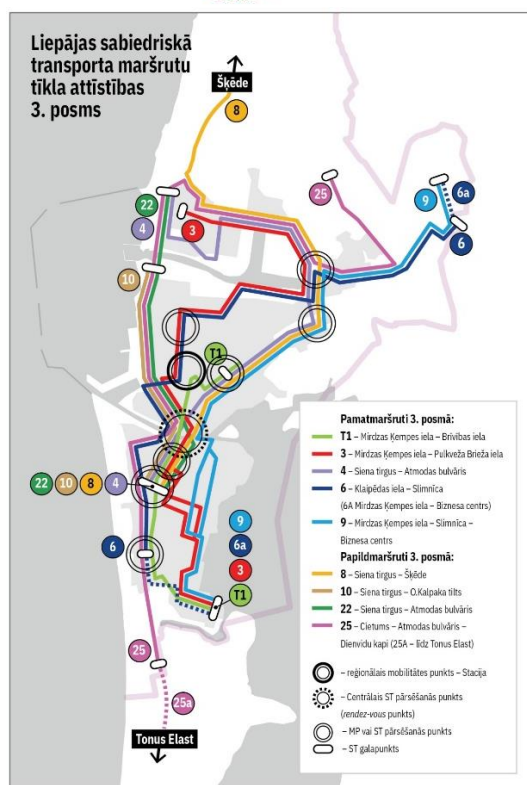 Liepājas sabiedriskā
transporta maršrutu
tīkla attīstības
3. posms
Šķēde
8
22
4
3
25
9
6a
6
10
T1
22
10
8
4
9
6a
3
T1
6
25
25a
Tonus Elast
Pamatmaršruti 3. posmā:
T1 – Mirdzas Ķempes iela – Brīvības iela
3 – Mirdzas Ķempes iela – Pulkveža Brieža iela
4 – Siena tirgus – Atmodas bulvāris
6 – Klaipēdas iela – Slimnīca
(6A Mirdzas Ķempes iela – Biznesa centrs)
9 – Mirdzas Ķempes iela – Slimnīca –
Biznesa centrs
Papildmaršruti 3. posmā:
8 – Siena tirgus – Šķēde
10 – Siena tirgus – O.Kalpaka tilts
22 – Siena tirgus – Atmodas bulvāris
25 – Cietums – Atmodas bulvāris –
Dienvidu kapi (25A – līdz Tonus Elast)
– reģionālais mobilitātes punkts – Stacija
– Centrālais ST pārsēšanās punkts
(rendez-vous punkts)
– MP vai ST pārsēšanās punkts
– ST galapunkts